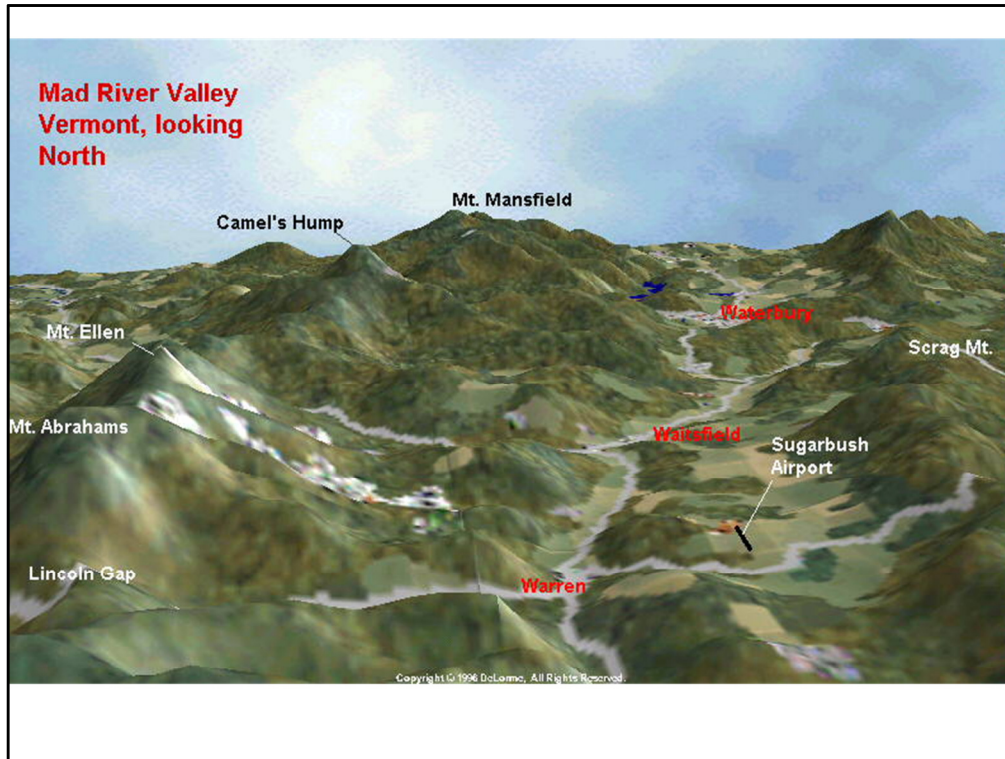 Mad River Valley
Vermont, looking
North
Mt. Mansfield
Camel's Hump
Waterbury
Mt. Ellen
Scrag Mt.
Mt. Abrahams
Waitsfield
Sugarbush
Airport
Lincoln Gap
Warren
Copyright © 1996 DeLorme, All Rights Reserved.